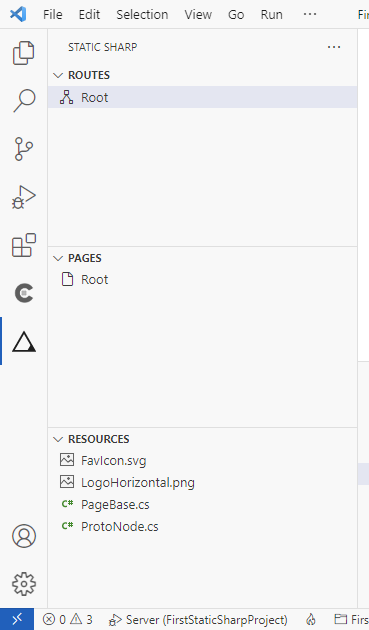 File Edit Selection View Go Run ··· Fi
STATIC SHARP ···
ROUTES
Root
PAGES
Root
RESOURCES
FavIcon.svg
LogoHorizontal.png
C# PageBase.cs
C# ProtoNode.cs
0 3 Server (FirstStaticSharpProject) Firs